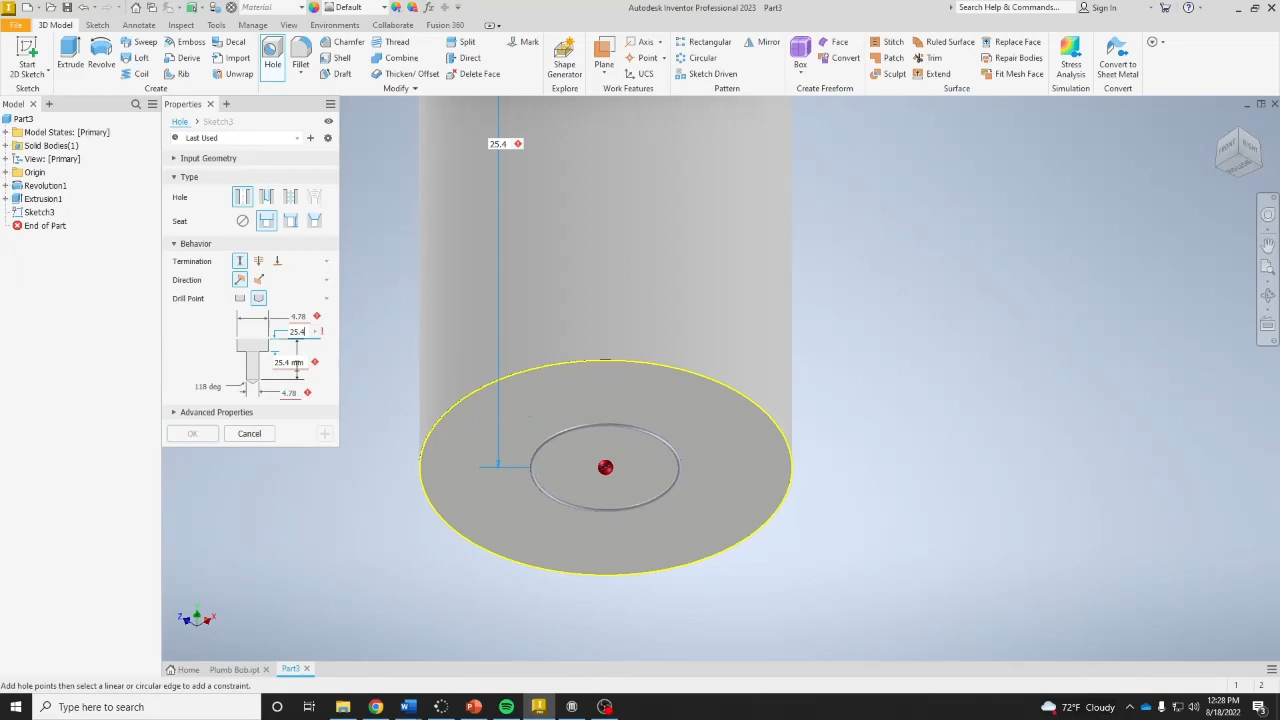 Material
Default
Autodesk Inventor Professional 2023   Part3
Search Help & Commands...
Sign In
File
3D Model
Sketch
Annotate
Inspect
Tools
Manage
View
Environments
Collaborate
Fusion 360
Start
2D Sketch
Extrude
Revolve
Sweep
Loft
Coil
Emboss
Derive
Rib
Decal
Import
Unwrap
Hole
Fillet
Chamfer
Shell
Draft
Thread
Combine
Thicken/ Offset
Split
Direct
Delete Face
Mark
Shape
Generator
Plane
Axis
Point
UCS
Rectangular
Circular
Sketch Driven
Mirror
Box
Face
Convert
Stitch
Patch
Sculpt
Ruled Surface
Trim
Extend
Replace Face
Repair Bodies
Fit Mesh Face
Stress
Analysis
Convert to
Sheet Metal
Sketch
Create
Modify
Explore
Work Features
Pattern
Create Freeform
Surface
Simulation
Convert
Model
Part3
Model States: [Primary]
Solid Bodies(1)
View: [Primary]
Origin
Revolution1
Extrusion1
Sketch3
End of Part
Properties
Hole
Sketch3
Last Used
Input Geometry
Type
Hole
Seat
Behavior
Termination
Direction
Drill Point
4.78
25.4
25.4 mm
118 deg
4.78
Advanced Properties
OK
Cancel
25.4
FRONT
RIGHT
Z
X
Home
Plumb Bob.ipt
Part3
Add hole points then select a linear or circular edge to add a constraint.
1
2
Type here to search
72°F Cloudy
12:28 PM
8/18/2022